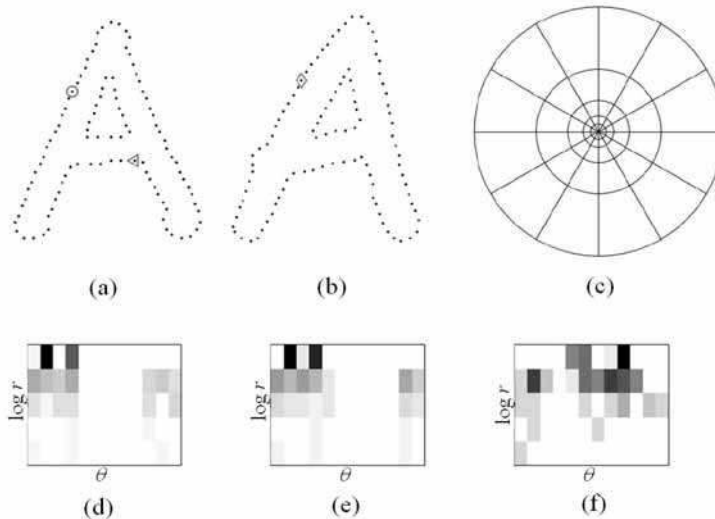 (a) (b) (c)
log r log r log r
θ θ θ
(d) (e) (f)